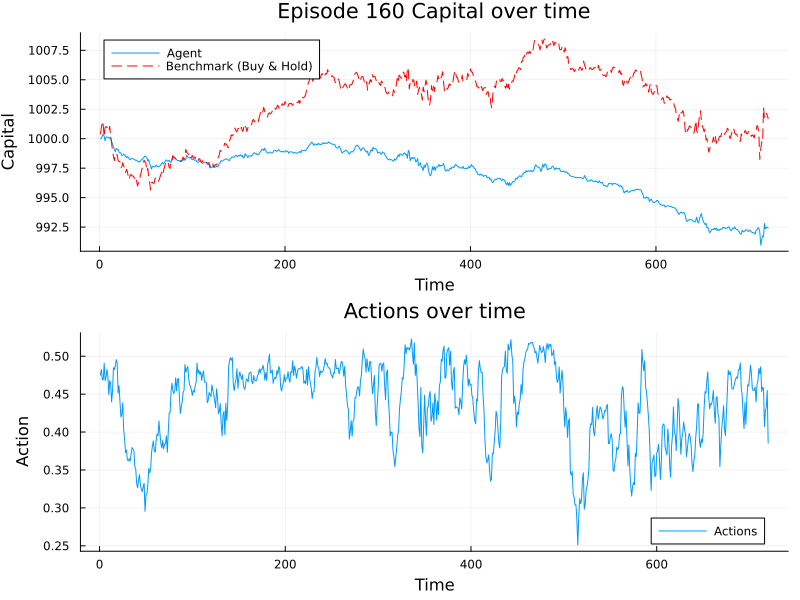 Episode 160 Capital over time
Agent
Benchmark (Buy & Hold)
1007.5
1005.0
1002.5
1000.0
997.5
995.0
992.5
Capital
0 200 400 600
Time
Actions over time
0.50
0.45
0.40
0.35
0.30
0.25
Action
Actions
0 200 400 600
Time